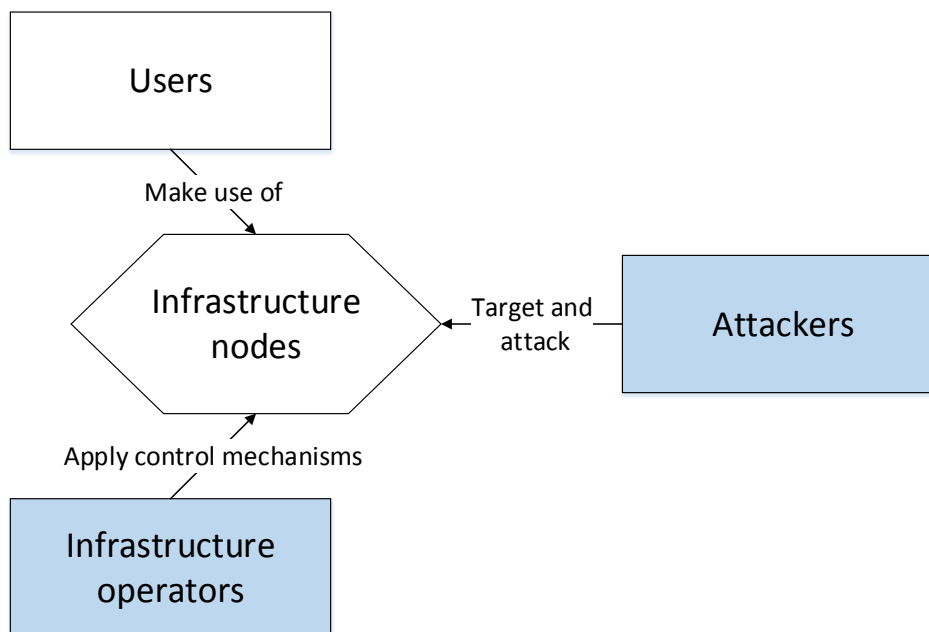 Users
Make use of
Infrastructure
nodes
Target and
attack
Attackers
Apply control mechanisms
Infrastructure
operators